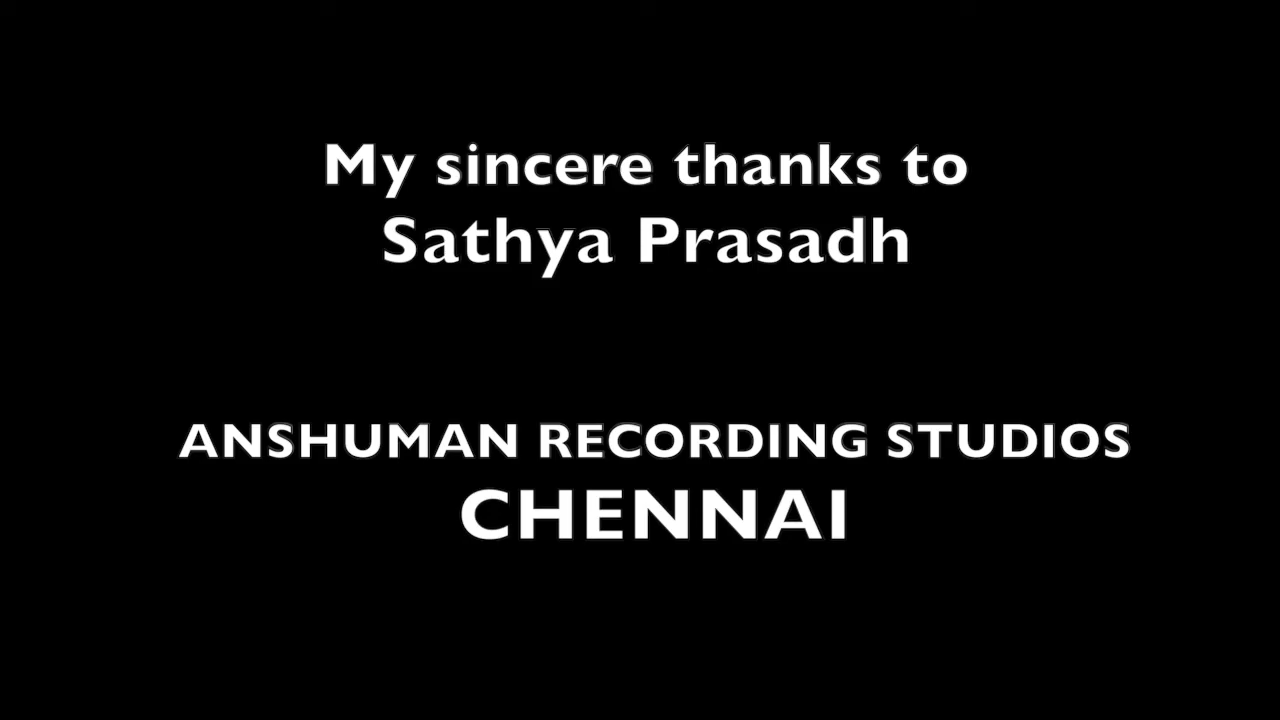 My sincere thanks to
Sathya Prasadh
ANSHUMAN RECORDING STUDIOS
CHENNAI